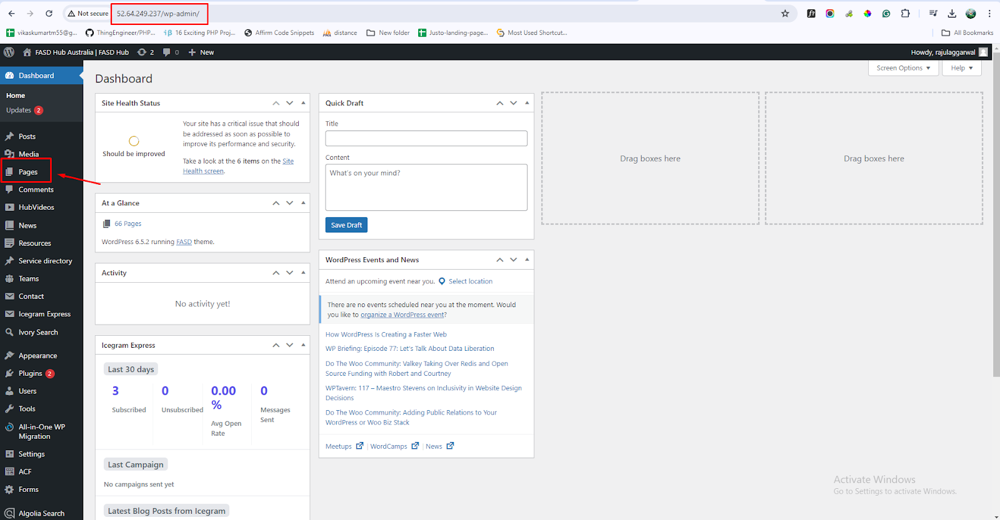 Not secure 52.64.249.237/wp-admin/
vikaskumartm55@g... ThingEngineer/PHP... 16 Exciting PHP Proj... Affirm Code Snippets distance New folder Justo-landing-page... Most Used Shortcut... All Bookmarks
FASD Hub Australia | FASD Hub 2 0 + New Howdy, rajulaggarwal
Screen Options Help
Dashboard
Home
Updates 2
Posts
Media
Pages
Comments
HubVideos
News
Resources
Service directory
Teams
Contact
Icegram Express
Ivory Search
Appearance
Plugins 2
Users
Tools
All-in-One WP
Migration
Settings
ACF
Forms
Algolia Search
Dashboard
Site Health Status
Should be improved
Your site has a critical issue that should
be addressed as soon as possible to
improve its performance and security.
Take a look at the 6 items on the Site
Health screen.
At a Glance
66 Pages
WordPress 6.5.2 running FASD theme.
Activity
No activity yet!
Icegram Express
Last 30 days
3
Subscribed
0
Unsubscribed
0.00
%
Avg Open
Rate
0
Messages
Sent
Last Campaign
No campaigns sent yet
Latest Blog Posts from Icegram
Quick Draft
Title
Content
What's on your mind?
Save Draft
WordPress Events and News
Attend an upcoming event near you. Select location
There are no events scheduled near you at the moment. Would
you like to organize a WordPress event?
How WordPress Is Creating a Faster Web
WP Briefing: Episode 77: Let's Talk About Data Liberation
Do The Woo Community: Valkey Taking Over Redis and Open
Source Funding with Robert and Courtney
WPTavern: 117 – Maestro Stevens on Inclusivity in Website Design
Decisions
Do The Woo Community: Adding Public Relations to Your
WordPress or Woo Biz Stack
Meetups | WordCamps | News
Drag boxes here
Drag boxes here
Activate Windows
Go to Settings to activate Windows.